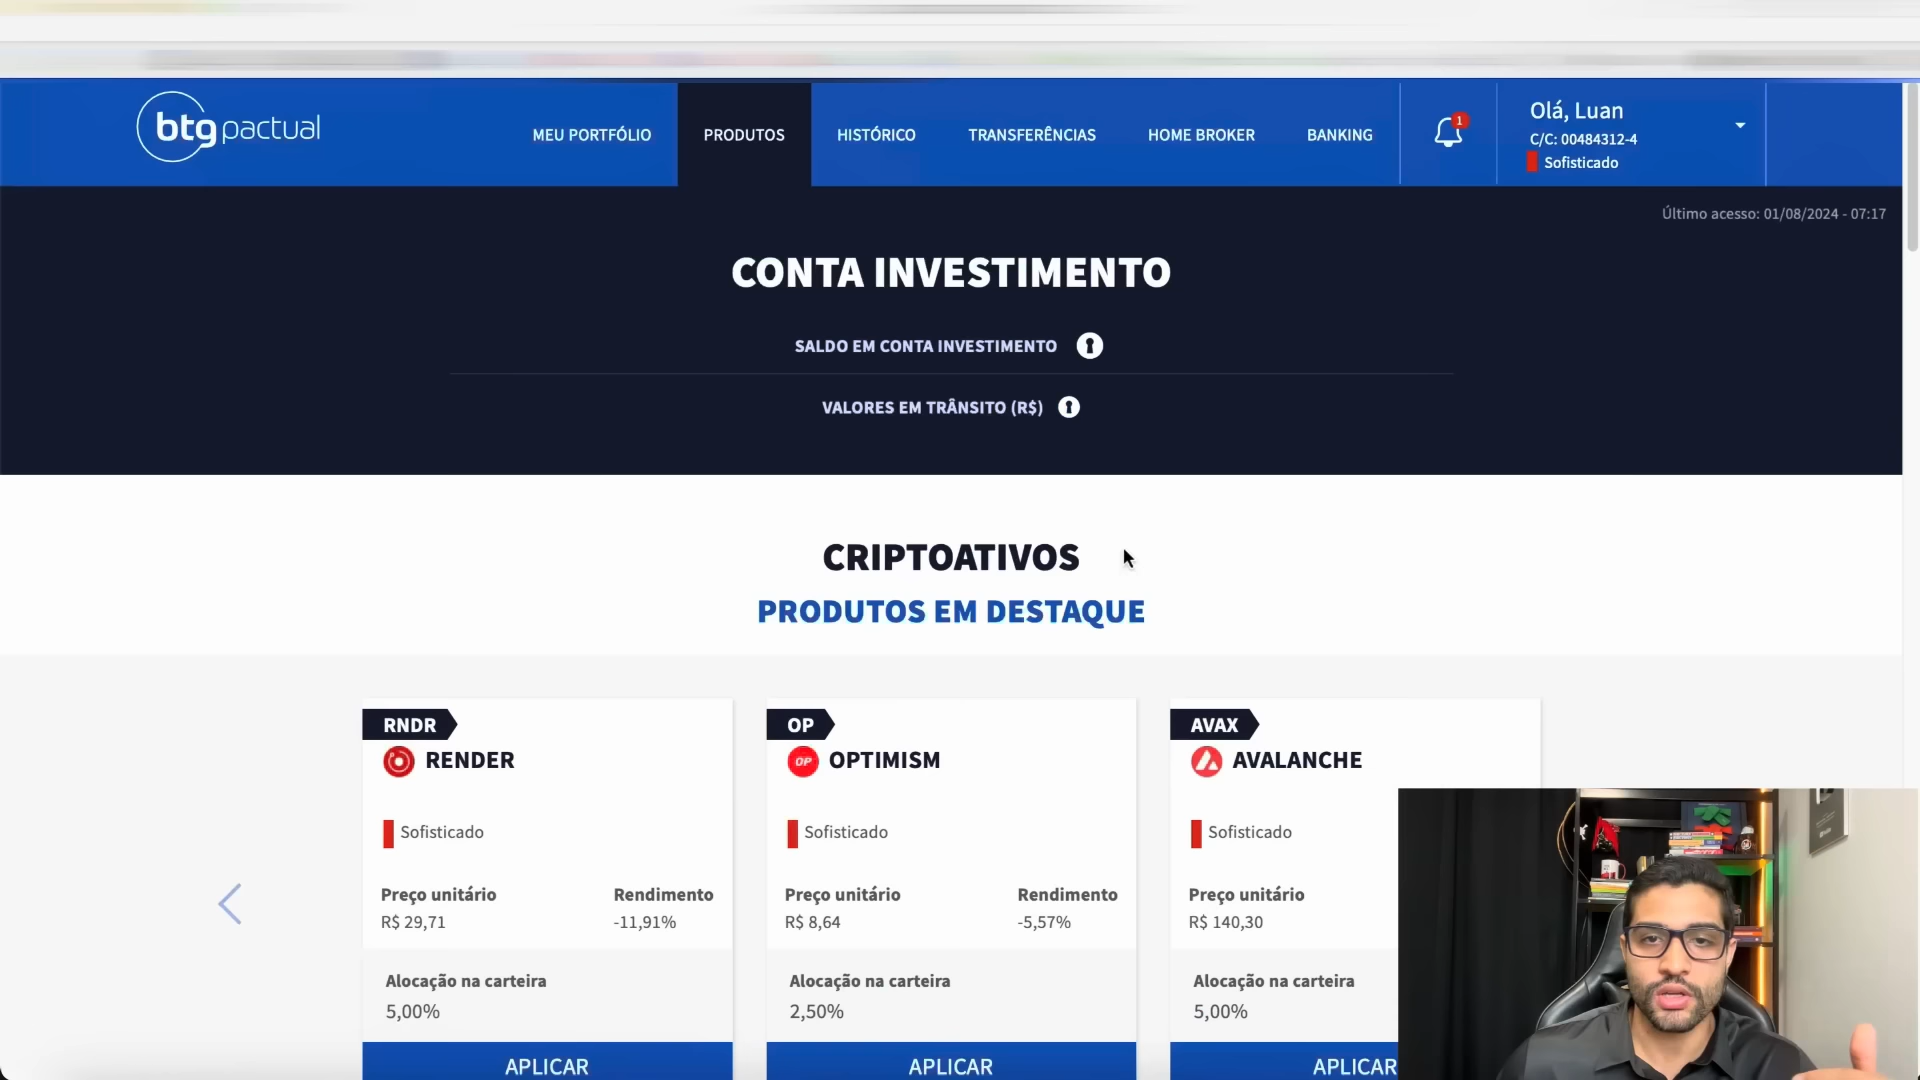 btgpactual
MEU PORTFÓLIO
PRODUTOS
HISTÓRICO
TRANSFERÊNCIAS
HOME BROKER
BANKING
1
Olá, Luan
C/C: 00484312-4
Sofisticado
Último acesso: 01/08/2024 - 07:17
CONTA INVESTIMENTO
SALDO EM CONTA INVESTIMENTO
VALORES EM TRÂNSITO (R$)
CRIPTOATIVOS
PRODUTOS EM DESTAQUE
RNDR
RENDER
Sofisticado
Preço unitário Rendimento
R$ 29,71 -11,91%
Alocação na carteira
5,00%
APLICAR
OP
OP OPTIMISM
Sofisticado
Preço unitário Rendimento
R$ 8,64 -5,57%
Alocação na carteira
2,50%
APLICAR
AVAX
AVALANCHE
Sofisticado
Preço unitário
R$ 140,30
Alocação na carteira
5,00%
APLICAR